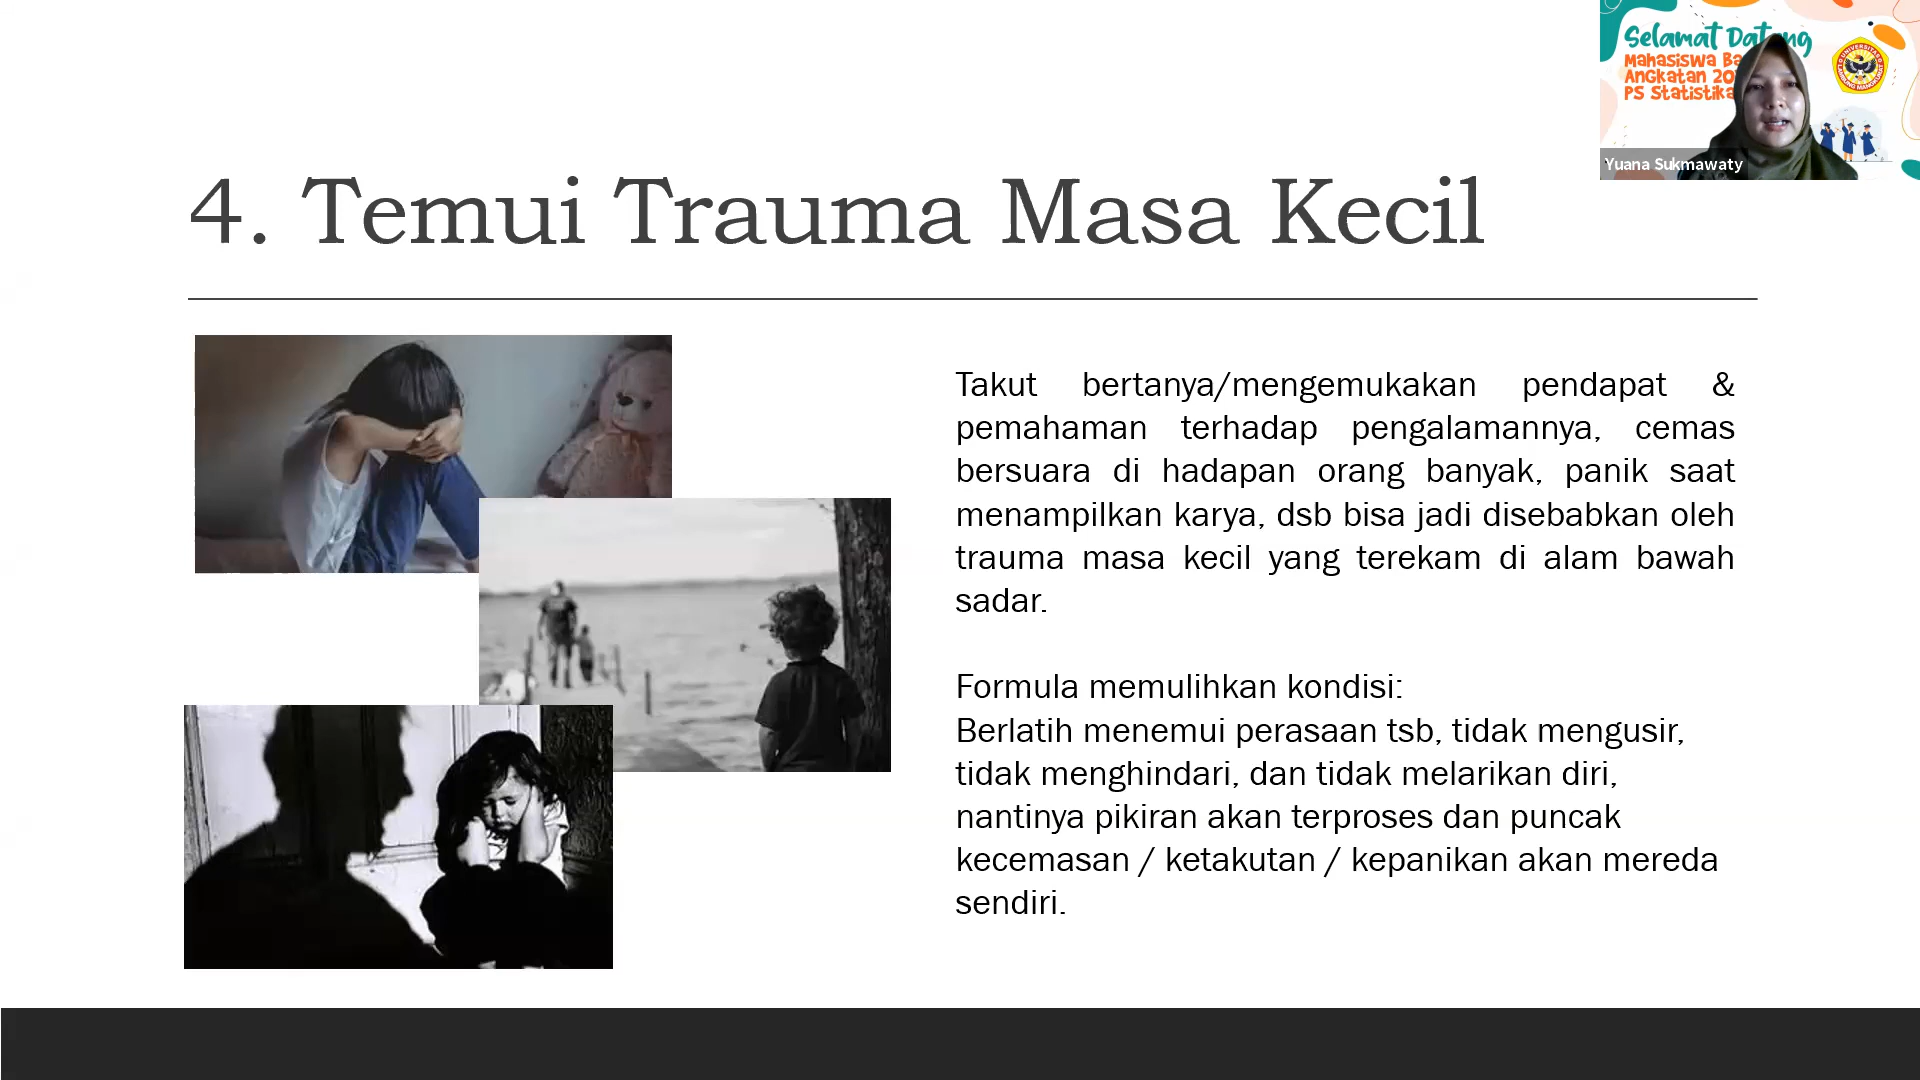 4. Temui Trauma Masa Kecil
Takut bertanya/mengemukakan pendapat &
pemahaman terhadap pengalamannya, cemas
bersuara di hadapan orang banyak, panik saat
menampilkan karya, dsb bisa jadi disebabkan oleh
trauma masa kecil yang terekam di alam bawah
sadar.
Formula memulihkan kondisi:
Berlatih menemui perasaan tsb, tidak mengusir,
tidak menghindari, dan tidak melarikan diri,
nantinya pikiran akan terproses dan puncak
kecemasan / ketakutan / kepanikan akan mereda
sendiri.
Selamat
Mahasiswa
Angkatan
PS Statistika
Yuana Sukmawaty